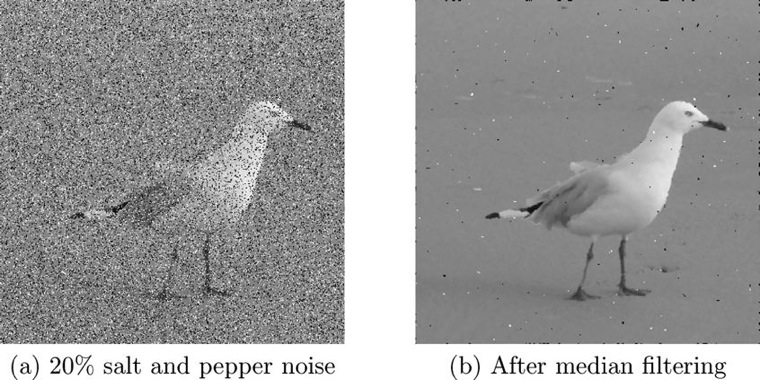 (a) 20% salt and pepper noise
(b) After median filtering